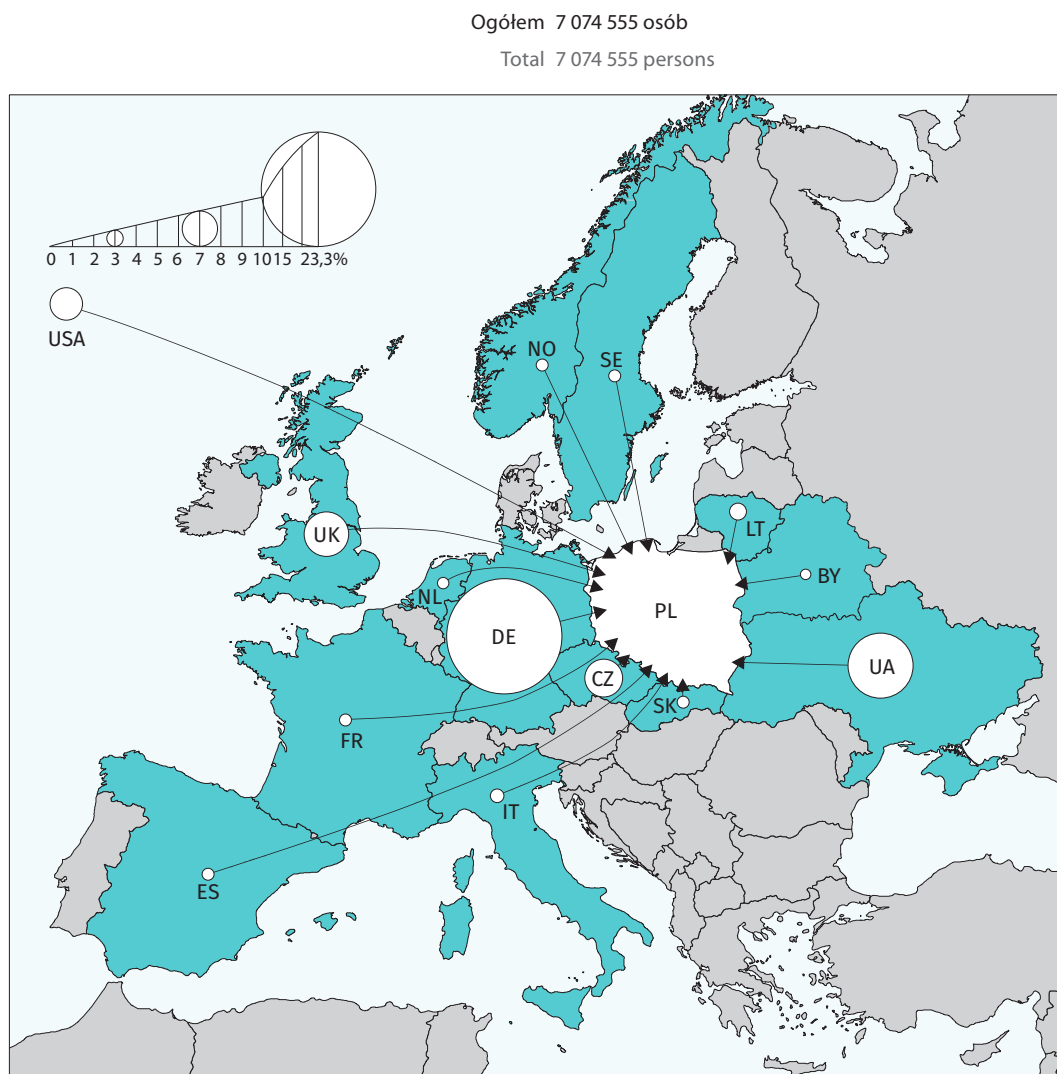 Ogółem 7 074 555 osób
Total 7 074 555 persons
0 1 2 3 4 5 6 7 8 9 10 15 23,3%
USA
NO
SE
UK
LT
NL
BY
DE
PL
CZ
UA
SK
FR
IT
ES